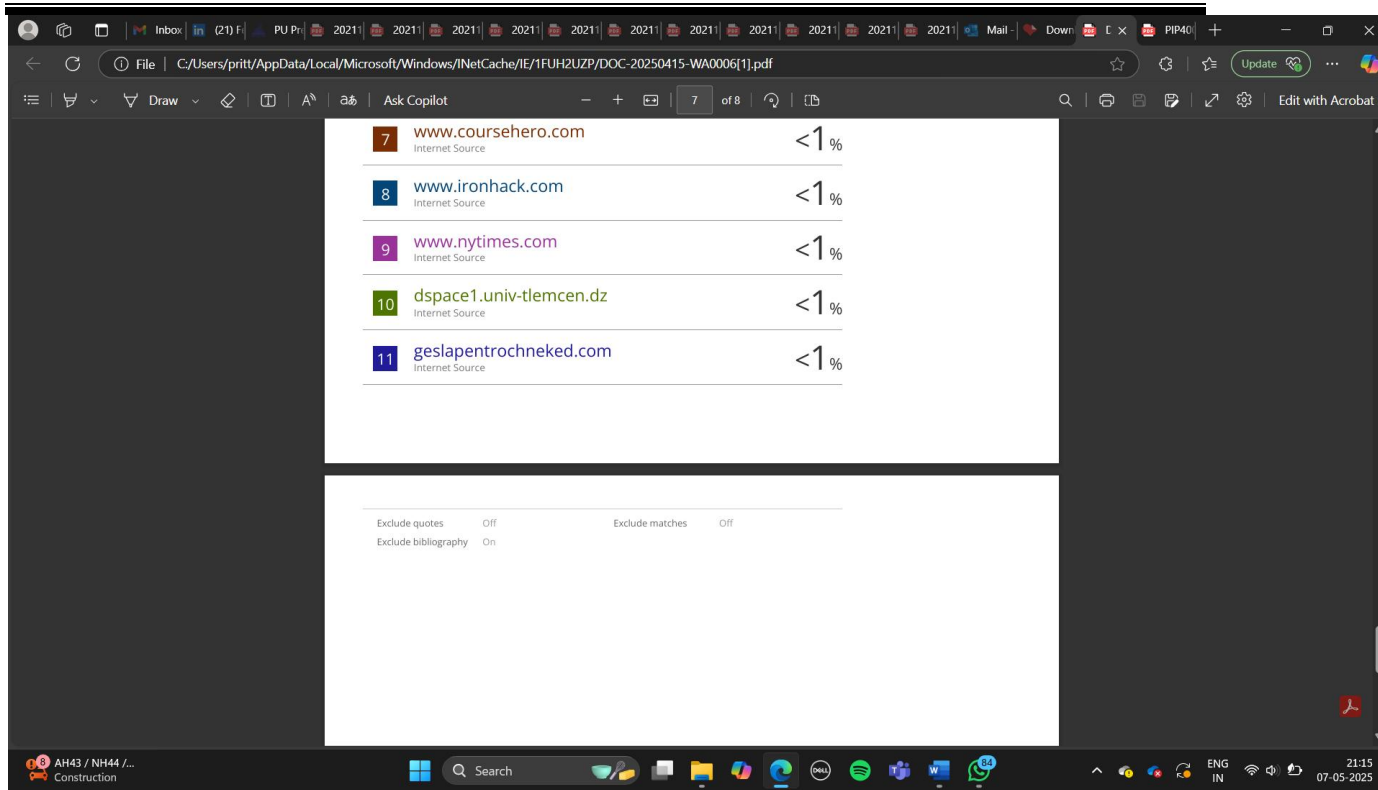 Inbox (21) F PU Pr 20211 20211 20211 20211 20211 20211 20211 20211 20211 20211 20211 Mail - Down PIP40
File C:/Users/pritt/AppData/Local/Microsoft/Windows/INetCache/IE/1FUH2UZP/DOC-20250415-WA0006[1].pdf Update
Draw Ask Copilot 7 of 8 Edit with Acrobat
7 www.coursehero.com <1%
Internet Source
8 www.ironhack.com <1%
Internet Source
9 www.nytimes.com <1%
Internet Source
10 dspace1.univ-tlemcen.dz <1%
Internet Source
11 geslapentrochneked.com <1%
Internet Source
Exclude quotes Off Exclude matches Off
Exclude bibliography On
8 AH43 / NH44 /...
Construction
Search
DELL
84
ENG
IN
21:15
07-05-2025